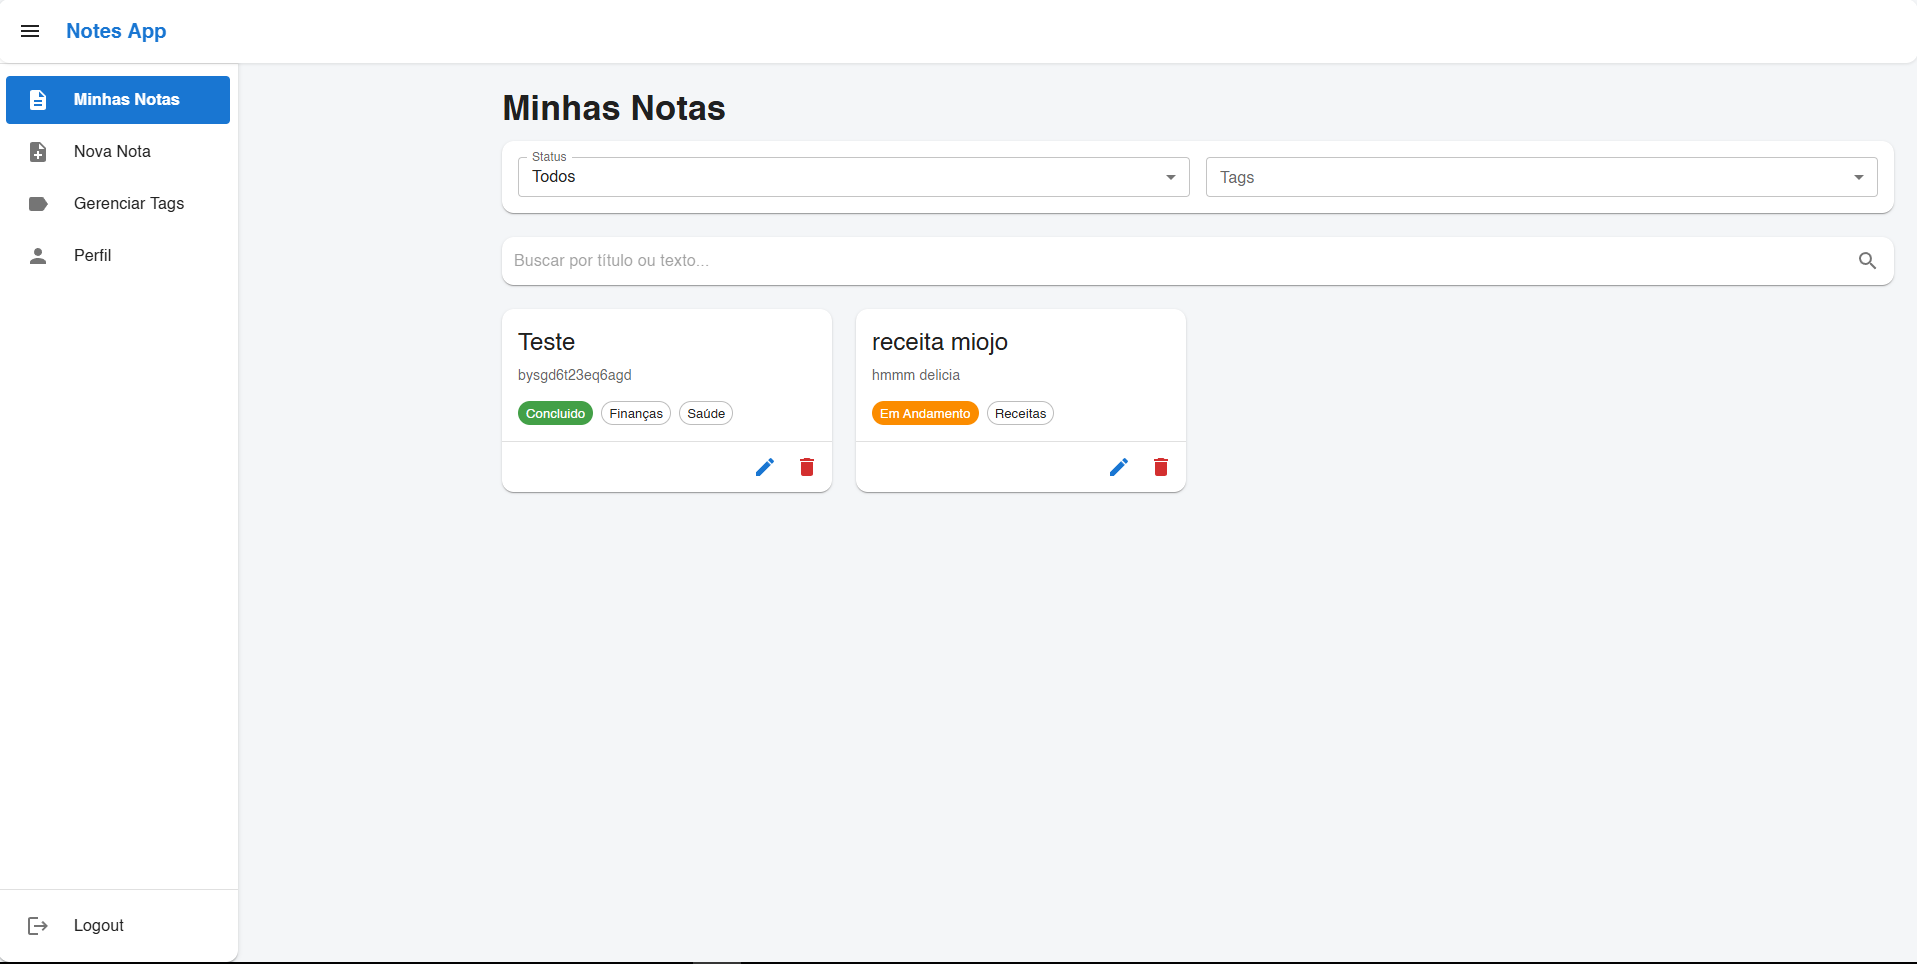 Notes App
Minhas Notas
Nova Nota
Gerenciar Tags
Perfil
Logout
Minhas Notas
Status
Todos
Tags
Buscar por título ou texto...
Teste
bysgd6t23eq6agd
Concluido Finanças Saúde
receita miojo
hmmm delicia
Em Andamento Receitas